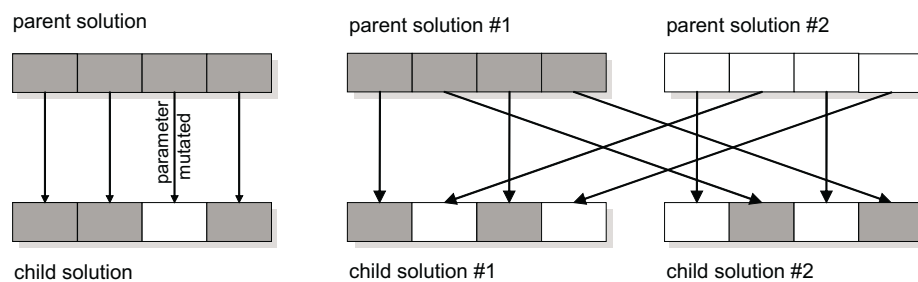 parent solution
parent solution #1
parent solution #2
parameter
mutated
child solution
child solution #1
child solution #2